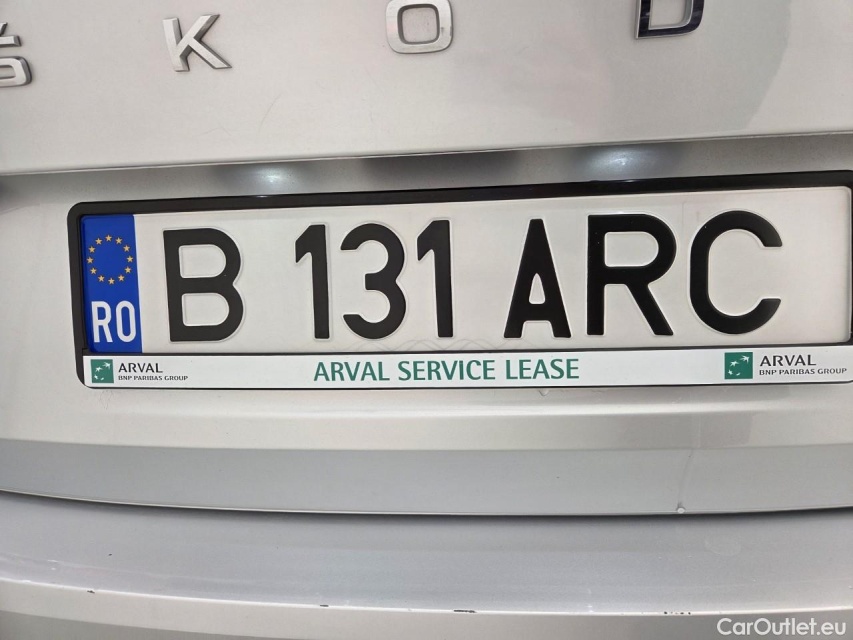 ŠKOD
RO B 131 ARC
ARVAL BNP PARIBAS GROUP
ARVAL SERVICE LEASE
ARVAL BNP PARIBAS GROUP
CarOutlet.eu